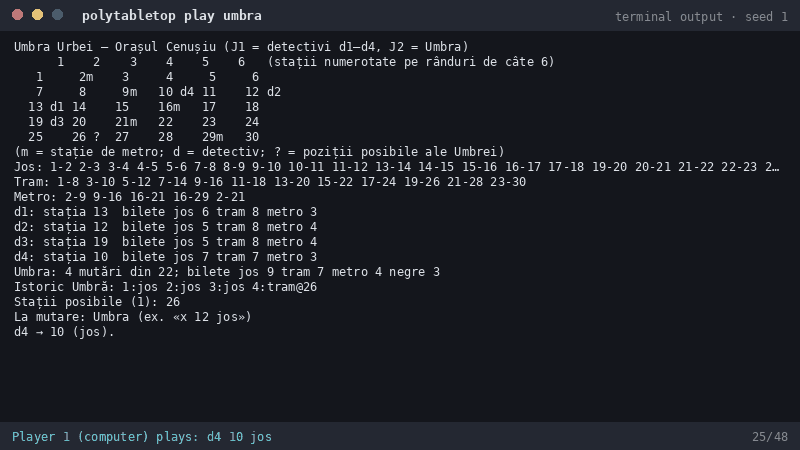 polytabletop play umbra
terminal output · seed 1
Umbra Urbei — Orașul Cenușiu (J1 = detectivi d1–d4, J2 = Umbra)
1 2 3 4 5 6 (stații numerotate pe rânduri de câte 6)
1 2m 3 4 5 6
7 8 9m 10 d4 11 12 d2
13 d1 14 15 16m 17 18
19 d3 20 21m 22 23 24
25 26 ? 27 28 29m 30
(m = stație de metro; d = detectiv; ? = poziții posibile ale Umbrei)
Jos: 1-2 2-3 3-4 4-5 5-6 7-8 8-9 9-10 10-11 11-12 13-14 14-15 15-16 16-17 17-18 19-20 20-21 21-22 22-23 2…
Tram: 1-8 3-10 5-12 7-14 9-16 11-18 13-20 15-22 17-24 19-26 21-28 23-30
Metro: 2-9 9-16 16-21 16-29 2-21
d1: stația 13 bilete jos 6 tram 8 metro 3
d2: stația 12 bilete jos 5 tram 8 metro 4
d3: stația 19 bilete jos 5 tram 8 metro 4
d4: stația 10 bilete jos 7 tram 7 metro 3
Umbra: 4 mutări din 22; bilete jos 9 tram 7 metro 4 negre 3
Istoric Umbră: 1:jos 2:jos 3:jos 4:tram@26
Stații posibile (1): 26
La mutare: Umbra (ex. «x 12 jos»)
d4 → 10 (jos).
Player 1 (computer) plays: d4 10 jos
25/48